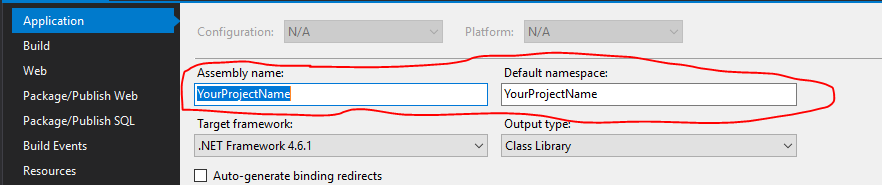 Application
Build
Web
Package/Publish Web
Package/Publish SQL
Build Events
Resources
Configuration: N/A Platform: N/A
Assembly name: Default namespace:
YourProjectName YourProjectName
Target framework: Output type:
.NET Framework 4.6.1 Class Library
Auto-generate binding redirects